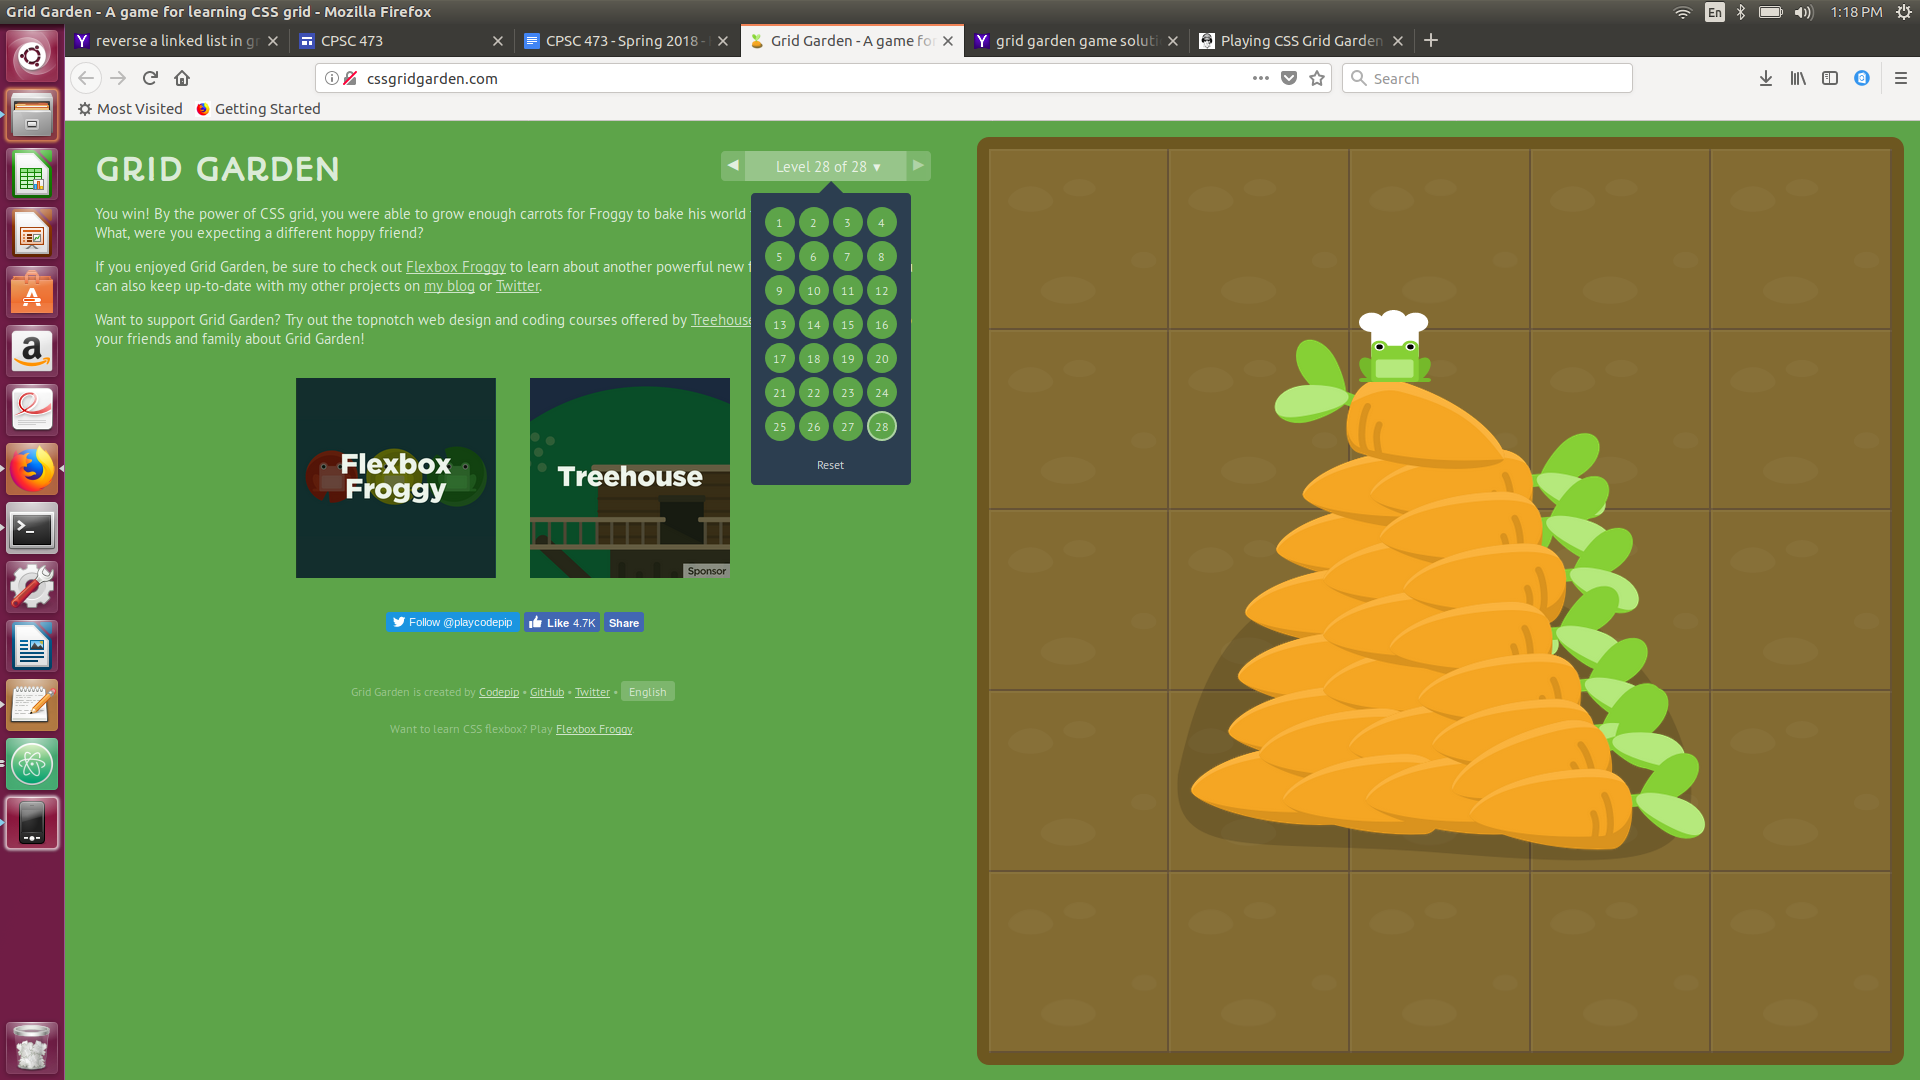 Grid Garden - A game for learning CSS grid - Mozilla Firefox
En
1:18 PM
reverse a linked list in g
CPSC 473
CPSC 473 - Spring 2018 -
Grid Garden - A game fo
grid garden game soluti
Playing CSS Grid Garden
cssgridgarden.com
Search
Most Visited
Getting Started
GRID GARDEN
Level 28 of 28 ▾
You win! By the power of CSS grid, you were able to grow enough carrots for Froggy to bake his world
What, were you expecting a different hoppy friend?
If you enjoyed Grid Garden, be sure to check out Flexbox Froggy to learn about another powerful new
can also keep up-to-date with my other projects on my blog or Twitter.
Want to support Grid Garden? Try out the topnotch web design and coding courses offered by Treehouse
your friends and family about Grid Garden!
1 2 3 4
5 6 7 8
9 10 11 12
13 14 15 16
17 18 19 20
21 22 23 24
25 26 27 28
Reset
Flexbox
Froggy
Treehouse
Sponsor
Follow @playcodepip
Like 4.7K
Share
Grid Garden is created by Codepip • GitHub • Twitter • English
Want to learn CSS flexbox? Play Flexbox Froggy.